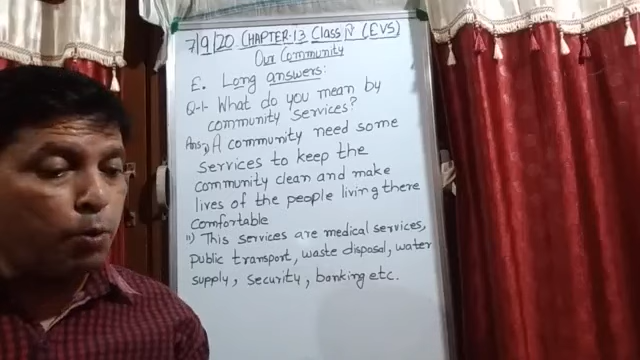 7/9/20 CHAPTER-13 Class IV (EVS)
Our Community
E. Long answers:
Q-1- What do you mean by
community services?
Ans i) A community need some
services to keep the
community clean and make
lives of the people living there
comfortable
ii) This services are medical services,
public transport, waste disposal, water
supply, security, banking etc.